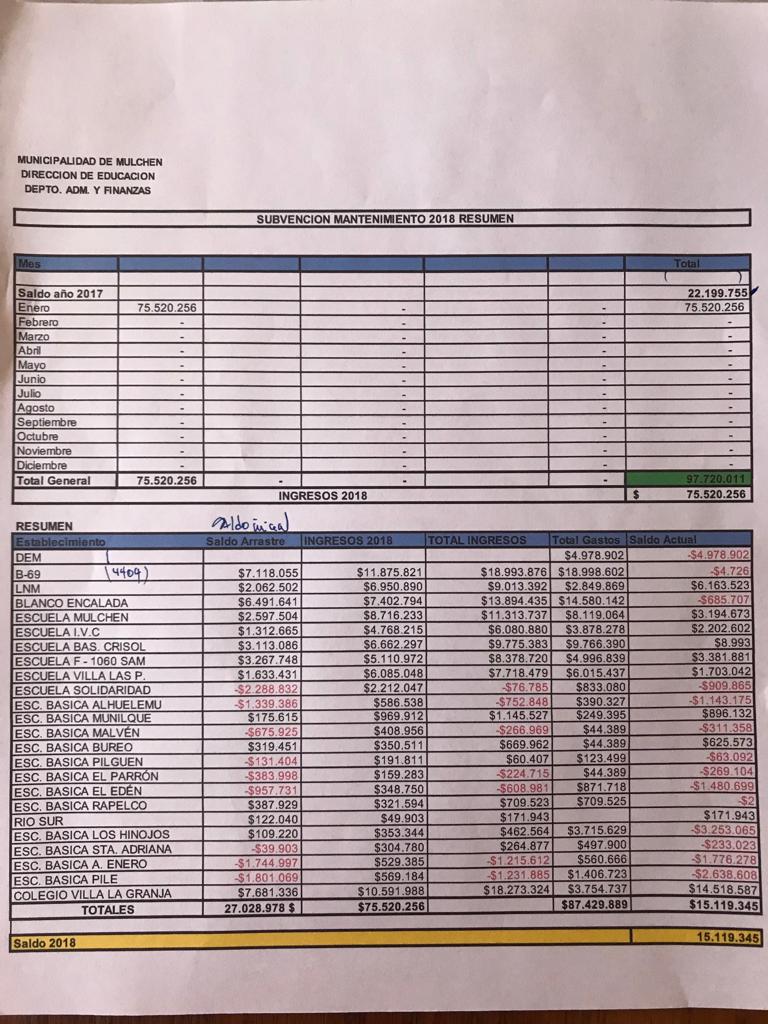 MUNICIPALIDAD DE MULCHEN
DIRECCION DE EDUCACION
DEPTO. ADM. Y FINANZAS
SUBVENCION MANTENIMIENTO 2018 RESUMEN
Mes Total
( )
Saldo año 2017 22.199.755
Enero 75.520.256 - - 75.520.256
Febrero - - - -
Marzo - - - -
Abril - - - -
Mayo - - - -
Junio - - - -
Julio - - - -
Agosto - - - -
Septiembre - - - -
Octubre - - - -
Noviembre - - - -
Diciembre - - - -
Total General 75.520.256 - - - 97.720.011
INGRESOS 2018 $ 75.520.256
RESUMEN saldo inicial
Establecimiento Saldo Arrastre INGRESOS 2018 TOTAL INGRESOS Total Gastos Saldo Actual
DEM $4.978.902 -$4.978.902
B-69 (4409) $7.118.055 $11.875.821 $18.993.876 $18.998.602 -$4.726
LNM $2.062.502 $6.950.890 $9.013.392 $2.849.869 $6.163.523
BLANCO ENCALADA $6.491.641 $7.402.794 $13.894.435 $14.580.142 -$685.707
ESCUELA MULCHEN $2.597.504 $8.716.233 $11.313.737 $8.119.064 $3.194.673
ESCUELA I.V.C $1.312.665 $4.768.215 $6.080.880 $3.878.278 $2.202.602
ESCUELA BAS. CRISOL $3.113.086 $6.662.297 $9.775.383 $9.766.390 $8.993
ESCUELA F - 1060 SAM $3.267.748 $5.110.972 $8.378.720 $4.996.839 $3.381.881
ESCUELA VILLA LAS P. $1.633.431 $6.085.048 $7.718.479 $6.015.437 $1.703.042
ESCUELA SOLIDARIDAD -$2.288.832 $2.212.047 -$76.785 $833.080 -$909.865
ESC. BASICA ALHUELEMU -$1.339.386 $586.538 -$752.848 $390.327 -$1.143.175
ESC. BASICA MUNILQUE $175.615 $969.912 $1.145.527 $249.395 $896.132
ESC. BASICA MALVÉN -$675.925 $408.956 -$266.969 $44.389 -$311.358
ESC. BASICA BUREO $319.451 $350.511 $669.962 $44.389 $625.573
ESC. BASICA PILGUEN -$131.404 $191.811 $60.407 $123.499 -$63.092
ESC. BASICA EL PARRÓN -$383.998 $159.283 -$224.715 $44.389 -$269.104
ESC. BASICA EL EDÉN -$957.731 $348.750 -$608.981 $871.718 -$1.480.699
ESC. BASICA RAPELCO $387.929 $321.594 $709.523 $709.525 -$2
RIO SUR $122.040 $49.903 $171.943 $171.943
ESC. BASICA LOS HINOJOS $109.220 $353.344 $462.564 $3.715.629 -$3.253.065
ESC. BASICA STA. ADRIANA -$39.903 $304.780 $264.877 $497.900 -$233.023
ESC. BASICA A. ENERO -$1.744.997 $529.385 -$1.215.612 $560.666 -$1.776.278
ESC. BASICA PILE -$1.801.069 $569.184 -$1.231.885 $1.406.723 -$2.638.608
COLEGIO VILLA LA GRANJA $7.681.336 $10.591.988 $18.273.324 $3.754.737 $14.518.587
TOTALES 27.028.978 $ $75.520.256 $87.429.889 $15.119.345
Saldo 2018 15.119.345